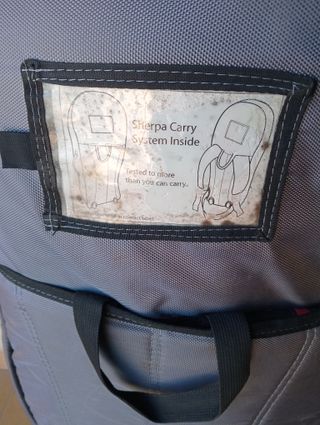 Sherpa Carry
System Inside
Tested to more
than you can carry.